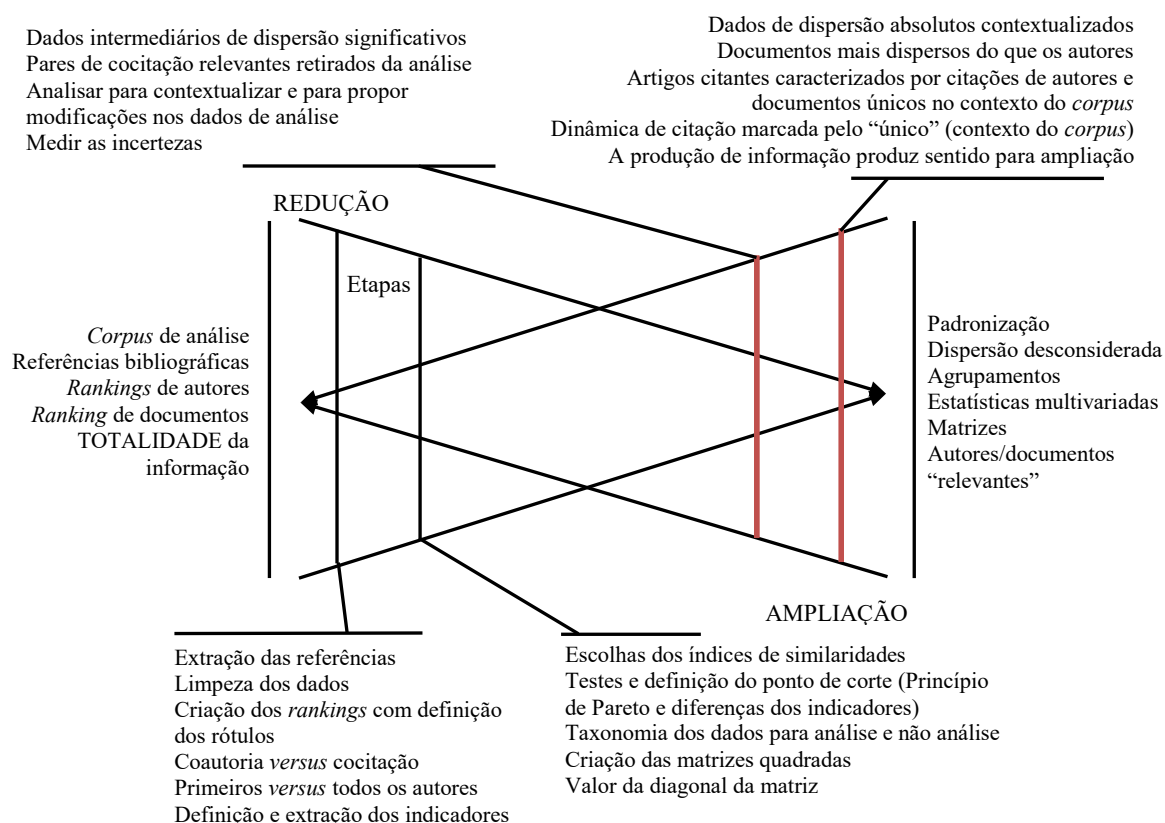 Dados intermediários de dispersão significativos
Pares de cocitação relevantes retirados da análise
Analisar para contextualizar e para propor
modificações nos dados de análise
Medir as incertezas
Dados de dispersão absolutos contextualizados
Documentos mais dispersos do que os autores
Artigos citantes caracterizados por citações de autores e
documentos únicos no contexto do corpus
Dinâmica de citação marcada pelo “único” (contexto do corpus)
A produção de informação produz sentido para ampliação
REDUÇÃO
Etapas
Corpus de análise
Referências bibliográficas
Rankings de autores
Ranking de documentos
TOTALIDADE da
informação
Padronização
Dispersão desconsiderada
Agrupamentos
Estatísticas multivariadas
Matrizes
Autores/documentos
“relevantes”
AMPLIAÇÃO
Extração das referências
Limpeza dos dados
Criação dos rankings com definição
dos rótulos
Coautoria versus cocitação
Primeiros versus todos os autores
Definição e extração dos indicadores
Escolhas dos índices de similaridades
Testes e definição do ponto de corte (Princípio
de Pareto e diferenças dos indicadores)
Taxonomia dos dados para análise e não análise
Criação das matrizes quadradas
Valor da diagonal da matriz